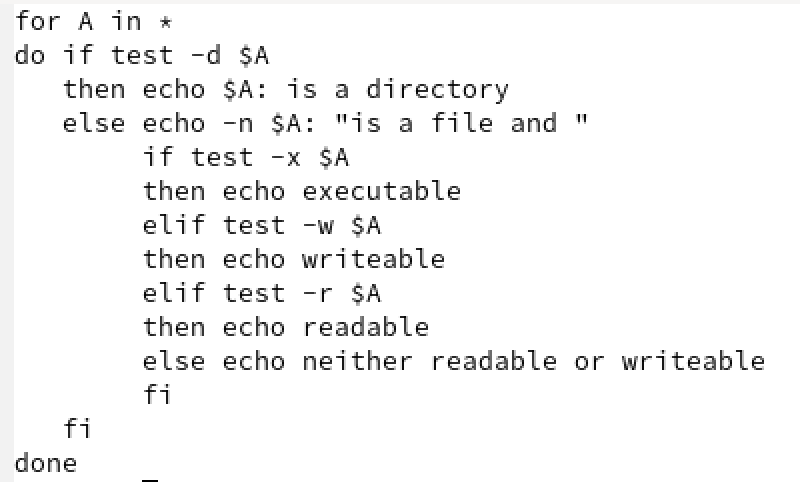 for A in *
do if test -d $A
   then echo $A: is a directory
   else echo -n $A: "is a file and "
        if test -x $A
        then echo executable
        elif test -w $A
        then echo writeable
        elif test -r $A
        then echo readable
        else echo neither readable or writeable
        fi
   fi
done